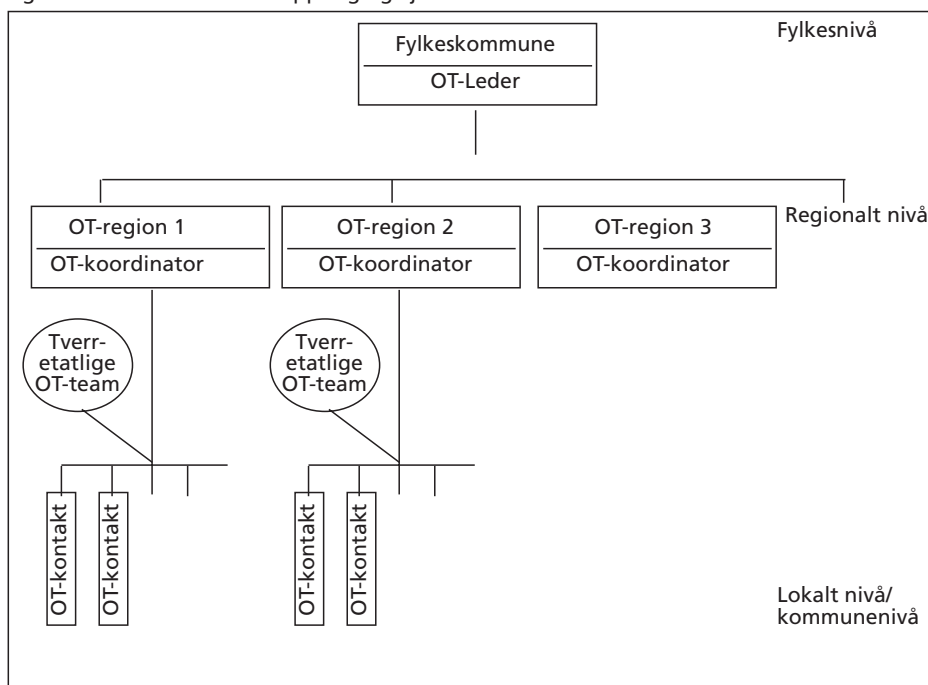 Fylkesnivå
Fylkeskommune
OT-Leder
OT-region 1
OT-koordinator
OT-region 2
OT-koordinator
OT-region 3
OT-koordinator
Regionalt nivå
Tverr-
etatlige
OT-team
Tverr-
etatlige
OT-team
OT-kontakt
OT-kontakt
OT-kontakt
OT-kontakt
Lokalt nivå/
kommunenivå